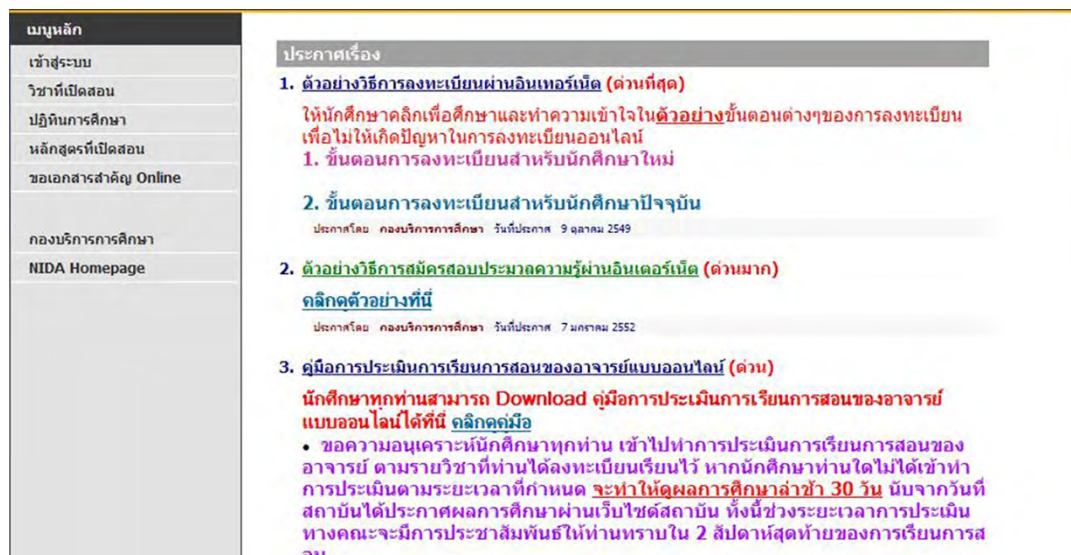 เมนูหลัก
เข้าสู่ระบบ
วิชาที่เปิดสอน
ปฏิทินการศึกษา
หลักสูตรที่เปิดสอน
ขอเอกสารสำคัญ Online
กองบริการการศึกษา
NIDA Homepage
ประกาศเรื่อง
1. ตัวอย่างวิธีการลงทะเบียนผ่านอินเทอร์เน็ต (ด่วนที่สุด)
ให้นักศึกษาคลิกเพื่อศึกษาและทำความเข้าใจในตัวอย่างขั้นตอนต่างๆของการลงทะเบียน
เพื่อไม่ให้เกิดปัญหาในการลงทะเบียนออนไลน์
1. ขั้นตอนการลงทะเบียนสำหรับนักศึกษาใหม่
2. ขั้นตอนการลงทะเบียนสำหรับนักศึกษาปัจจุบัน
ประกาศโดย กองบริการการศึกษา วันที่ประกาศ 9 ตุลาคม 2549
2. ตัวอย่างวิธีการสมัครสอบประมวลความรู้ผ่านอินเตอร์เน็ต (ด่วนมาก)
คลิกดูตัวอย่างที่นี่
ประกาศโดย กองบริการการศึกษา วันที่ประกาศ 7 มกราคม 2552
3. คู่มือการประเมินการเรียนการสอนของอาจารย์แบบออนไลน์ (ด่วน)
นักศึกษาทุกท่านสามารถ Download คู่มือการประเมินการเรียนการสอนของอาจารย์
แบบออนไลน์ได้ที่นี่ คลิกดูคู่มือ
• ขอความอนุเคราะห์นักศึกษาทุกท่าน เข้าไปทำการประเมินการเรียนการสอนของ
อาจารย์ ตามรายวิชาที่ท่านได้ลงทะเบียนเรียนไว้ หากนักศึกษาท่านใดไม่ได้เข้าทำ
การประเมินตามระยะเวลาที่กำหนด จะทำให้ดูผลการศึกษาล่าช้า 30 วัน นับจากวันที่
สถาบันได้ประกาศผลการศึกษาผ่านเว็บไซต์สถาบัน ทั้งนี้ช่วงระยะเวลาการประเมิน
ทางคณะจะมีการประชาสัมพันธ์ให้ท่านทราบใน 2 สัปดาห์สุดท้ายของการเรียนการส